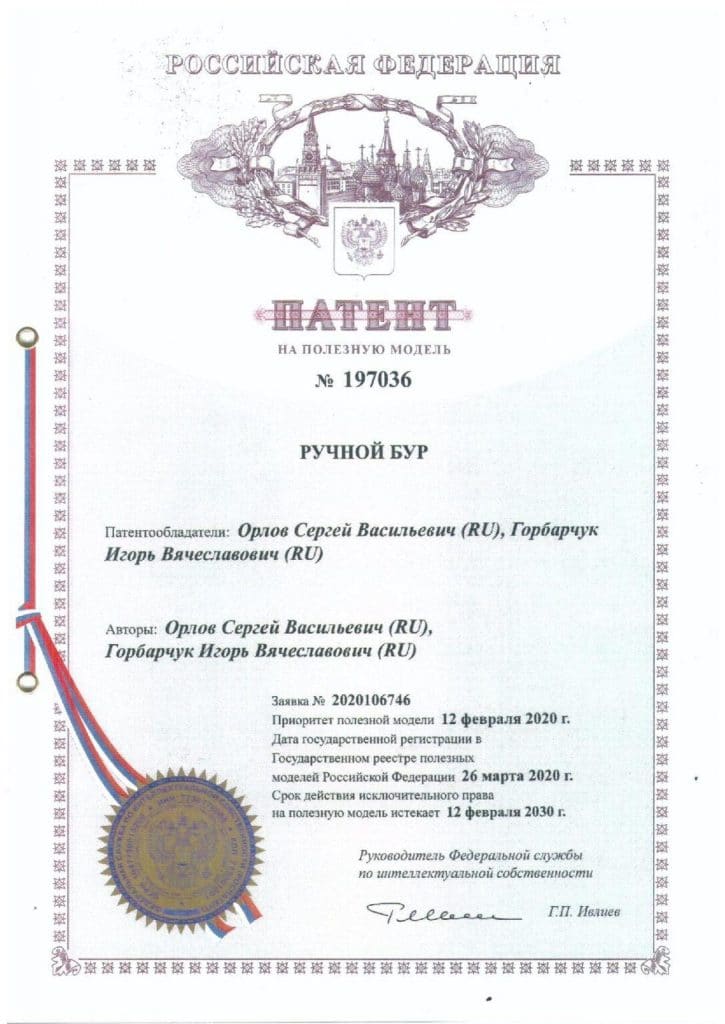 РОССИЙСКАЯ ФЕДЕРАЦИЯ
ПАТЕНТ
НА ПОЛЕЗНУЮ МОДЕЛЬ
№ 197036
РУЧНОЙ БУР
Патентообладатели: Орлов Сергей Васильевич (RU), Горбарчук
Игорь Вячеславович (RU)
Авторы: Орлов Сергей Васильевич (RU),
Горбарчук Игорь Вячеславович (RU)
Заявка № 2020106746
Приоритет полезной модели 12 февраля 2020 г.
Дата государственной регистрации в
Государственном реестре полезных
моделей Российской Федерации 26 марта 2020 г.
Срок действия исключительного права
на полезную модель истекает 12 февраля 2030 г.
Руководитель Федеральной службы
по интеллектуальной собственности
Г.П. Ивлиев